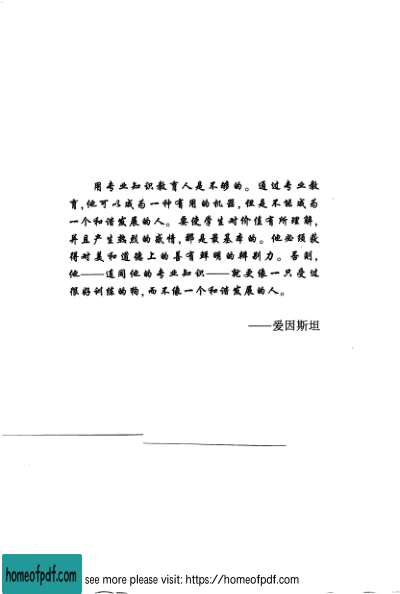 用专业知识教育人是不够的。通过专业教
育,他可以成为一种有用的机器,但是不能成为
一个和谐发展的人。要使学生对价值有所理解,
并且产生热烈的感情,那是最基本的。他必须获
得对美和道德上的善有鲜明的辨别力。否则,
他——连同他的专业知识——就更像一只受过
很好训练的狗,而不像一个和谐发展的人。
——爱因斯坦
homeofpdf.com
see more please visit: https://homeofpdf.com